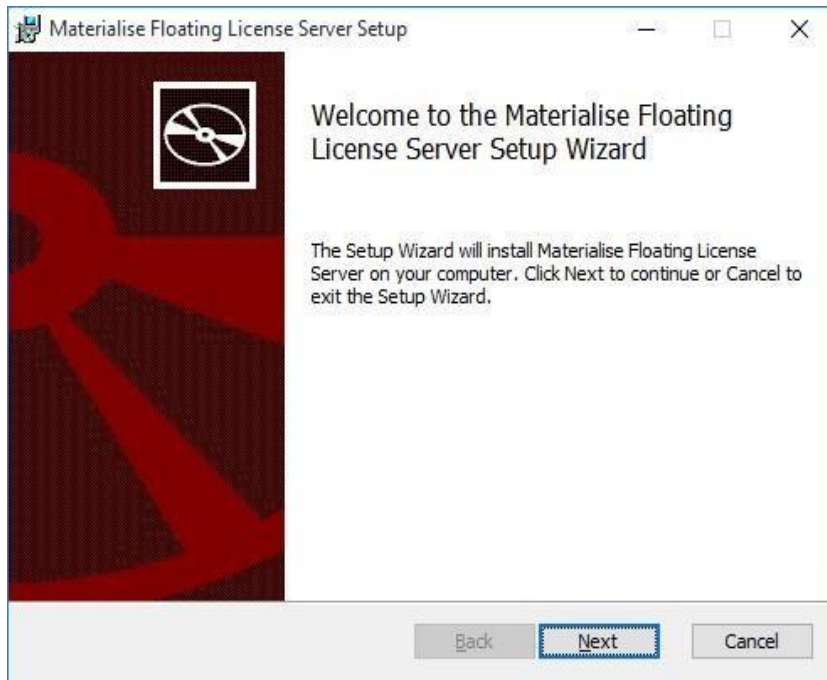 Materialise Floating License Server Setup
Welcome to the Materialise Floating
License Server Setup Wizard
The Setup Wizard will install Materialise Floating License
Server on your computer. Click Next to continue or Cancel to
exit the Setup Wizard.
Back Next Cancel